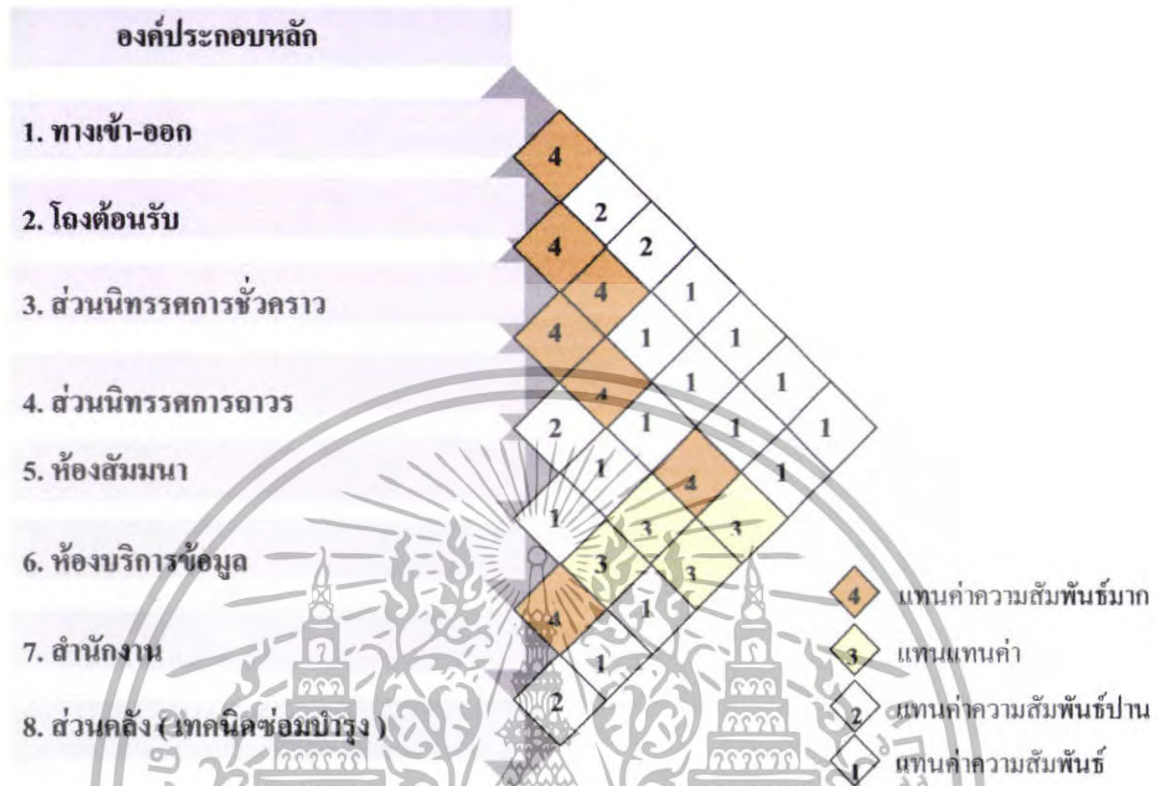 องค์ประกอบหลัก
1. ทางเข้า-ออก
4
2. โถงต้อนรับ
2
4 2
3. ส่วนนิทรรศการชั่วคราว
4 1
4 1 1
4. ส่วนนิทรรศการถาวร
4 1 1
2 1 1 1
5. ห้องสัมมนา
1 4 1
1 3 3
6. ห้องบริการข้อมูล
3 3
4 1
7. สำนักงาน
1
8. ส่วนคลัง ( เทคนิคซ่อมบำรุง )
2
4 แทนค่าความสัมพันธ์มาก
3 แทนแทนค่า
2 แทนค่าความสัมพันธ์ปาน
1 แทนค่าความสัมพันธ์